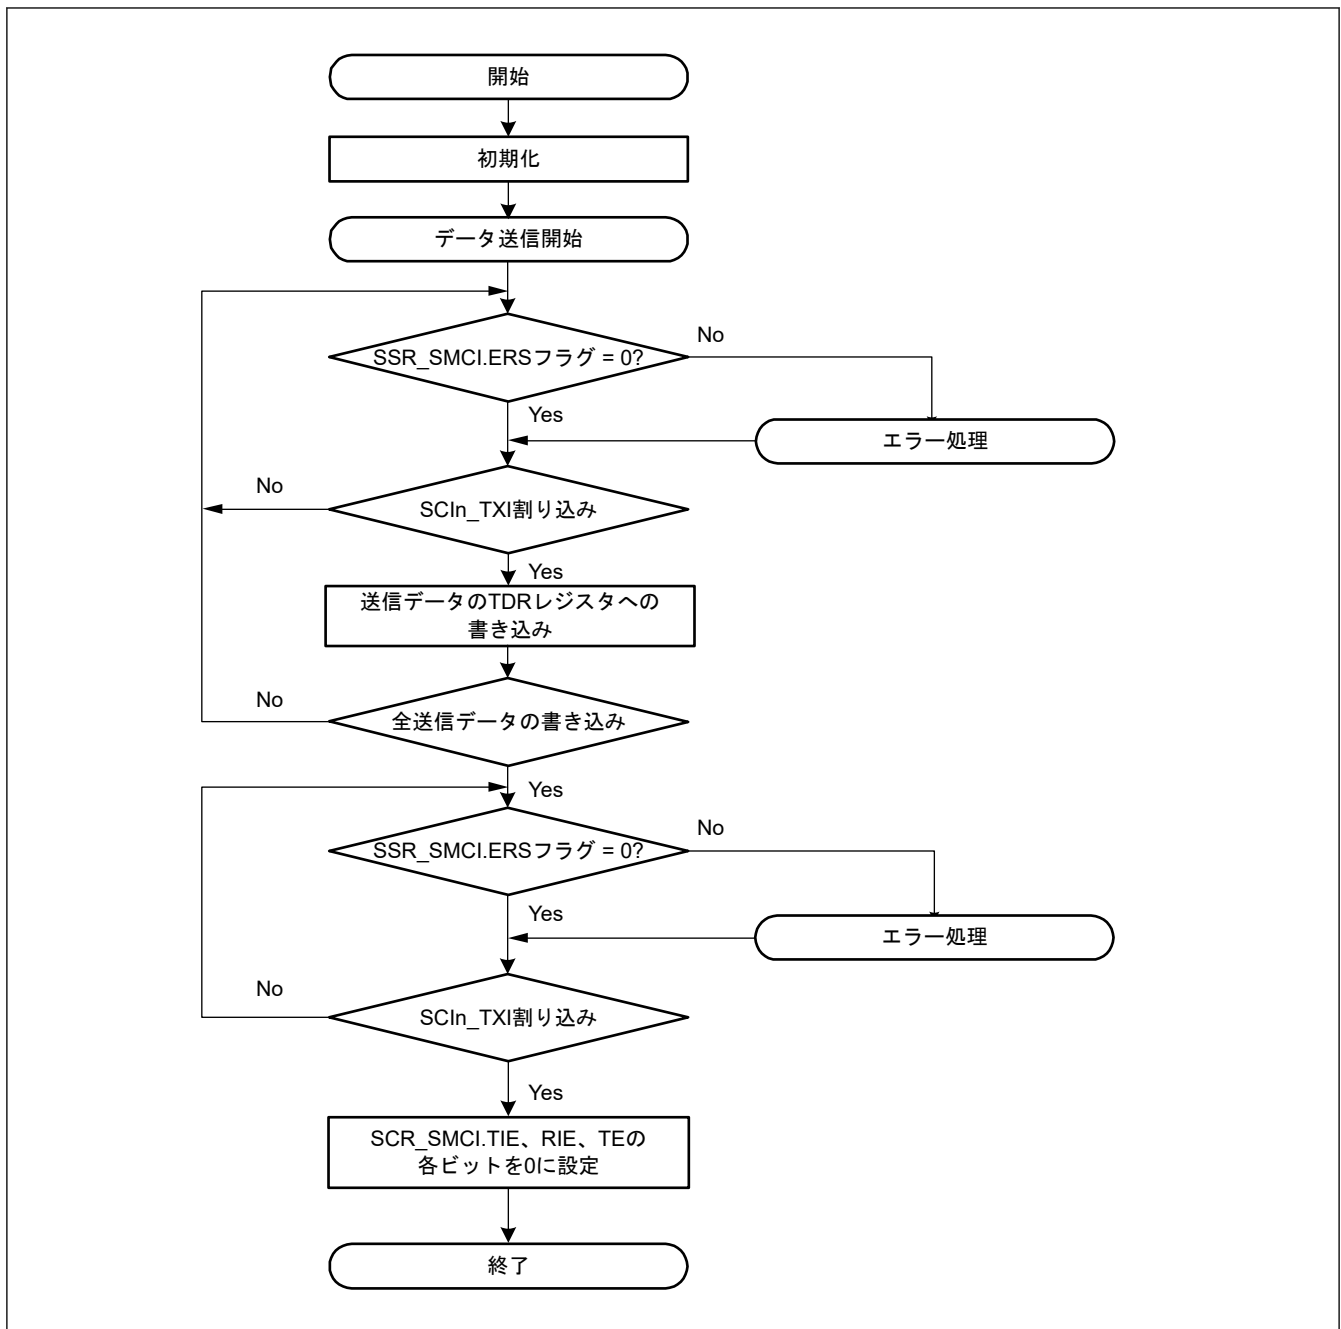 開始
初期化
データ送信開始
SSR_SMCI.ERSフラグ = 0?
No
Yes
エラー処理
SCIn_TXI割り込み
No
Yes
送信データのTDRレジスタへの
書き込み
全送信データの書き込み
No
Yes
SSR_SMCI.ERSフラグ = 0?
No
Yes
エラー処理
SCIn_TXI割り込み
No
Yes
SCR_SMCI.TIE、RIE、TEの
各ビットを0に設定
終了